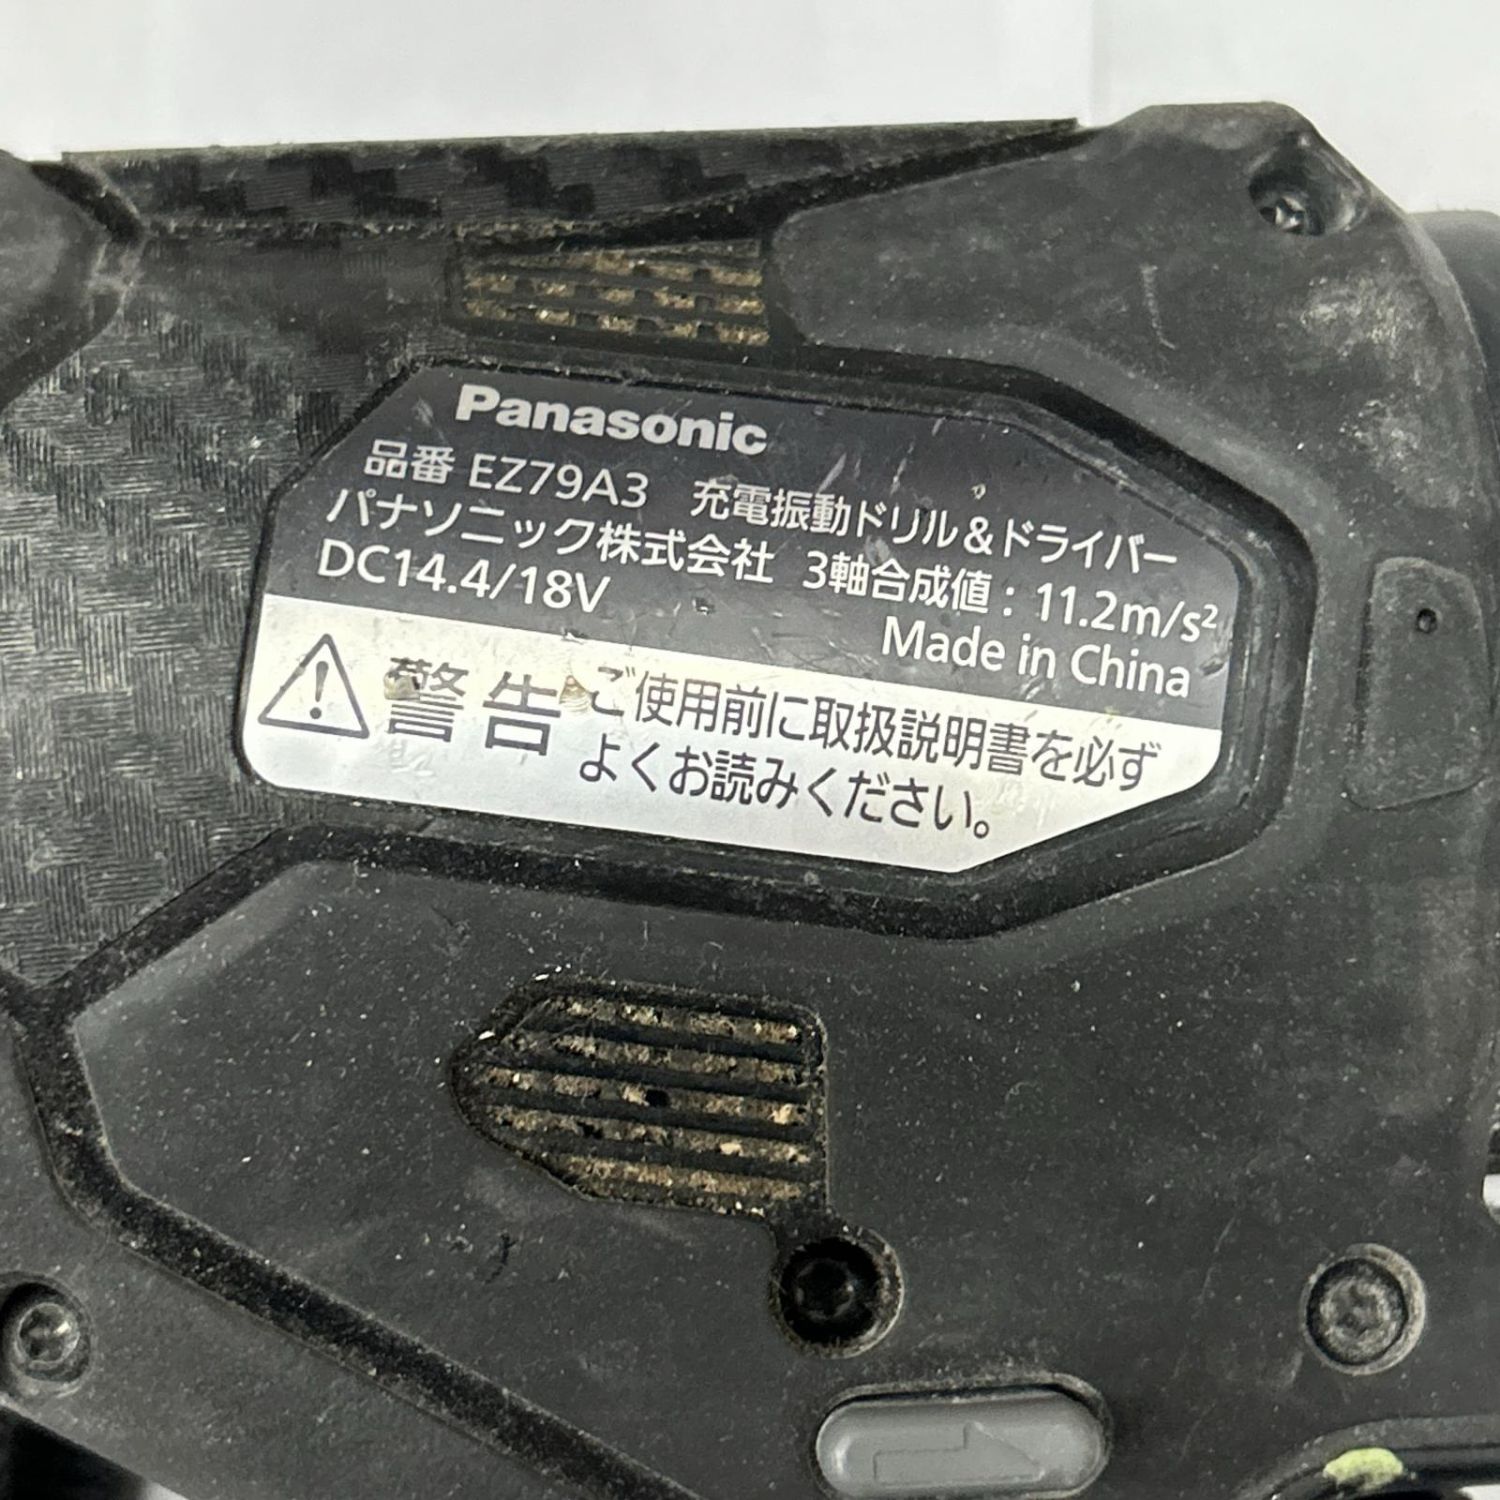 Panasonic
品番 EZ79A3 充電振動ドリル&ドライバー
パナソニック株式会社 3軸合成値:11.2m/s²
DC14.4/18V Made in China
警告 ご使用前に取扱説明書を必ず
よくお読みください。